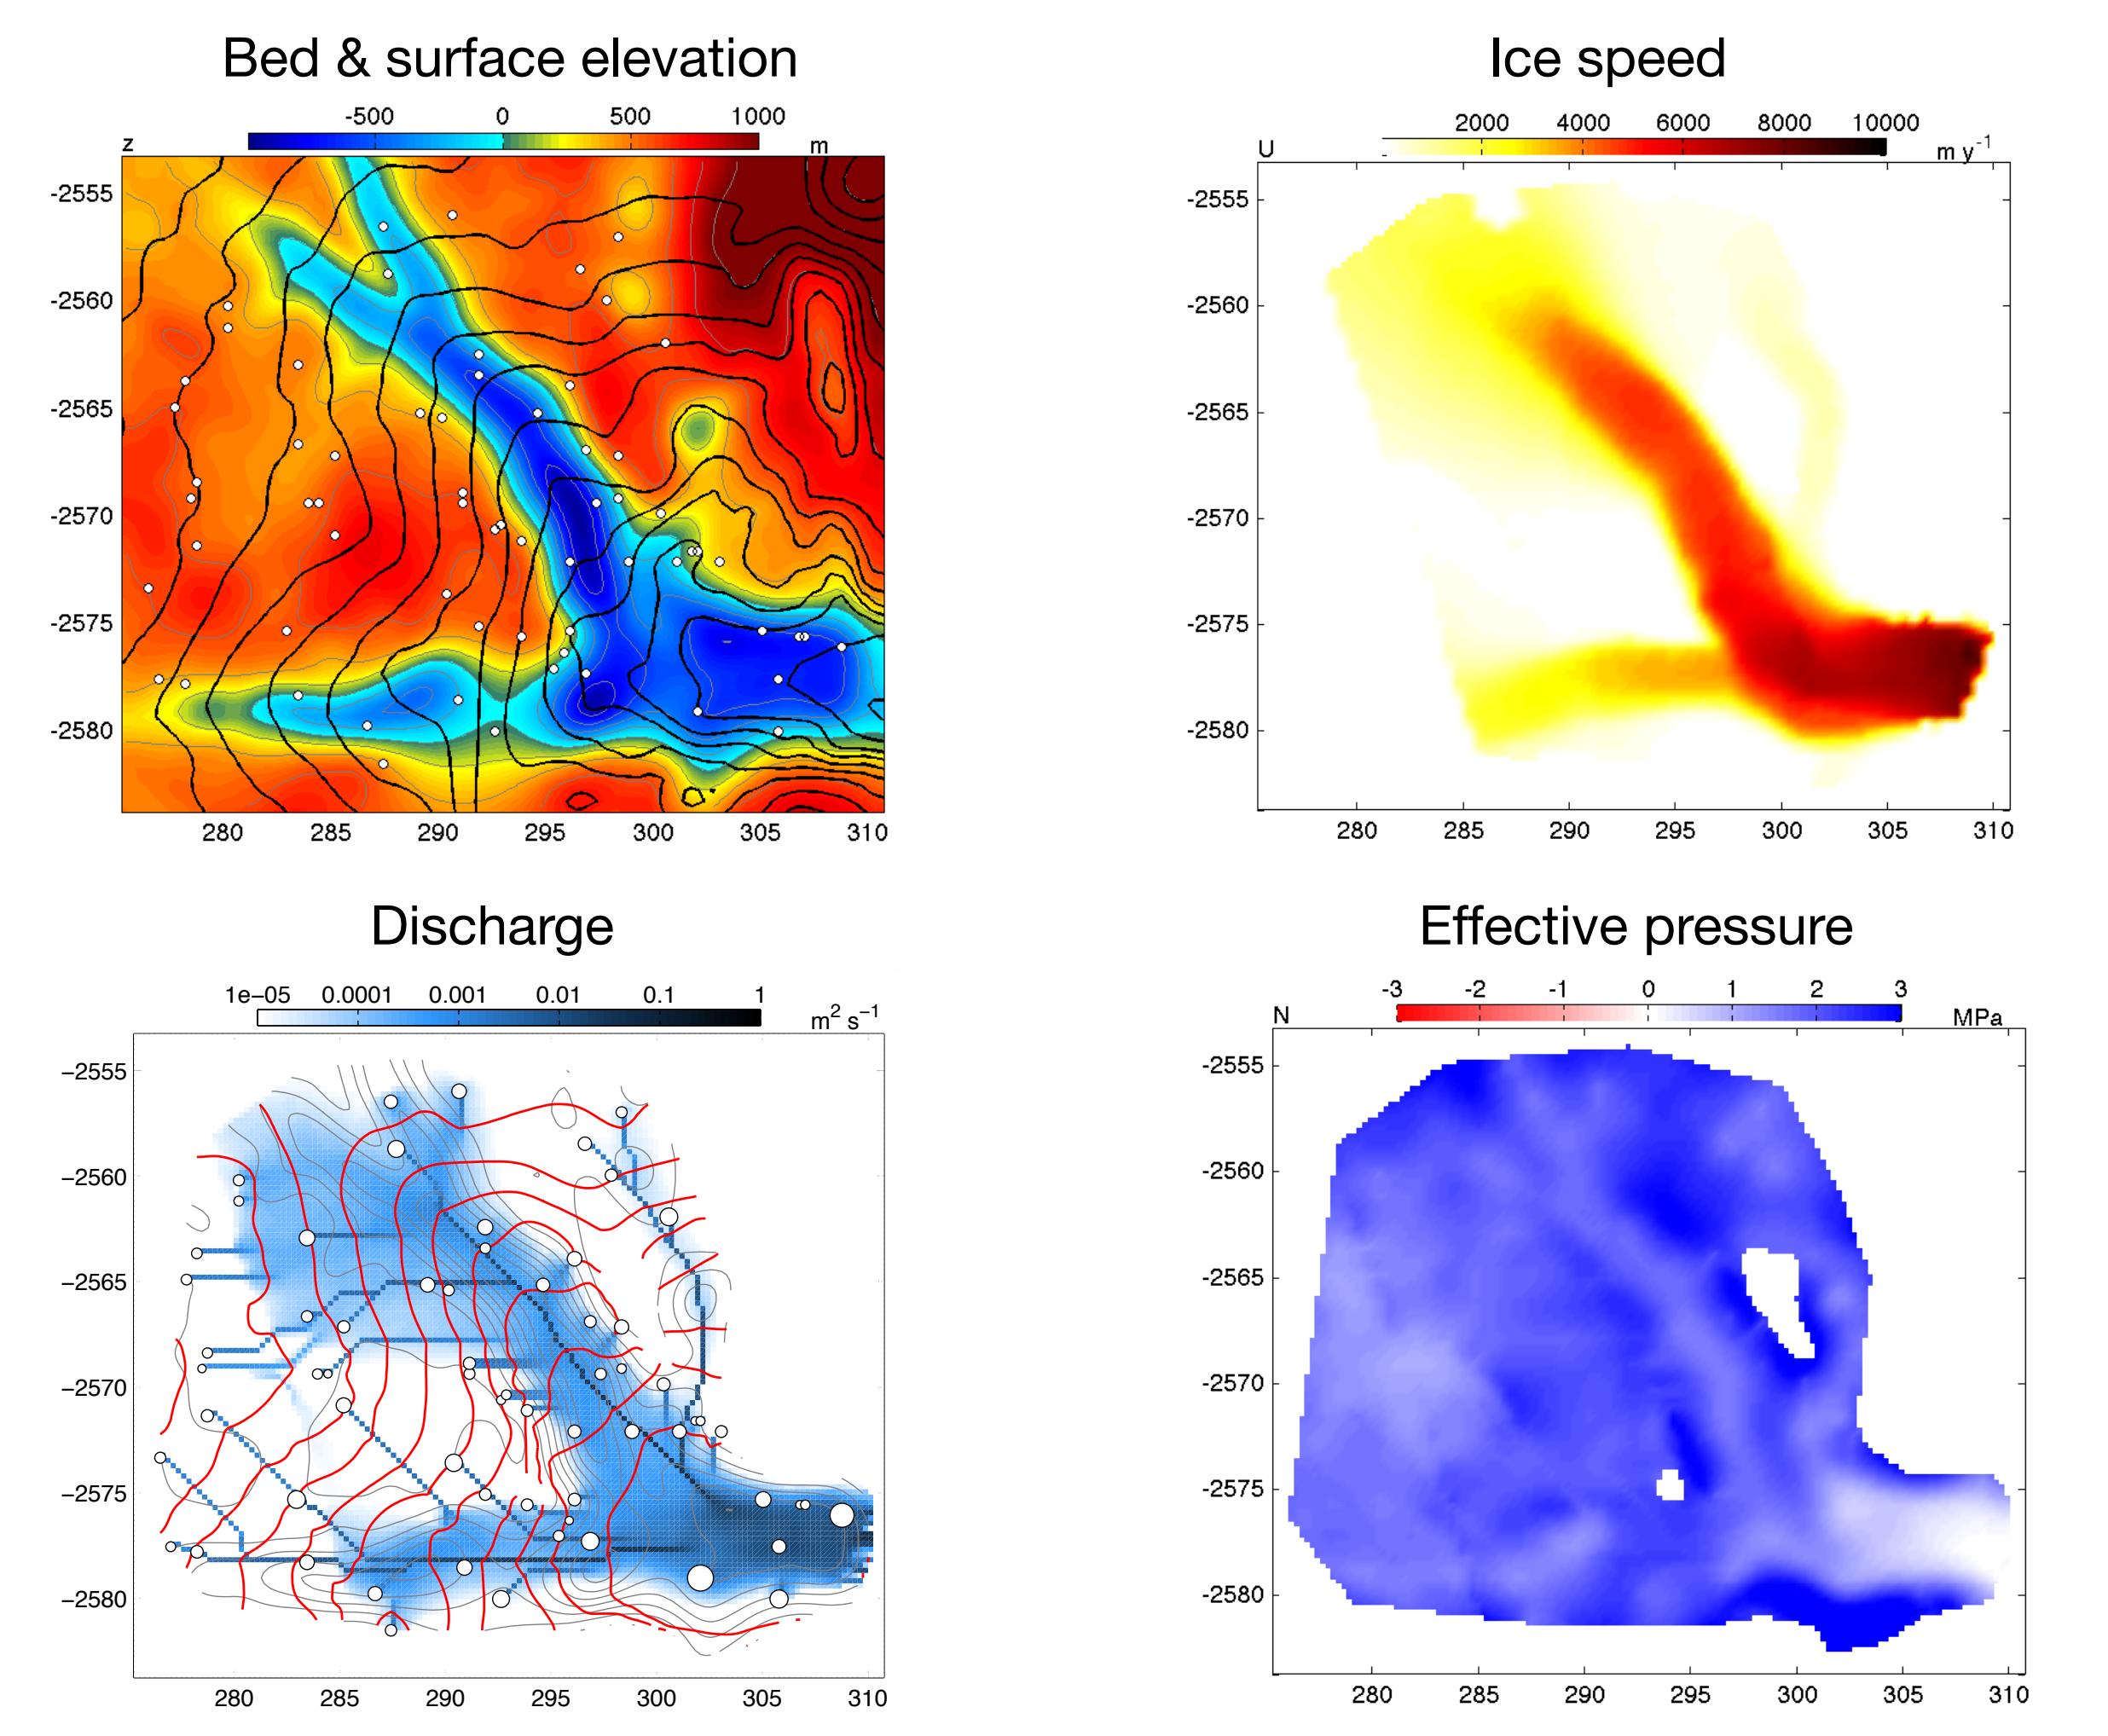 Bed & surface elevation
-500 0 500 1000
z m
-2555
-2560
-2565
-2570
-2575
-2580
280 285 290 295 300 305 310
Ice speed
2000 4000 6000 8000 10000
U m y-1
-2555
-2560
-2565
-2570
-2575
-2580
280 285 290 295 300 305 310
Discharge
1e−05 0.0001 0.001 0.01 0.1 1
m2 s−1
−2555
−2560
−2565
−2570
−2575
−2580
280 285 290 295 300 305 310
Effective pressure
-3 -2 -1 0 1 2 3
N MPa
-2555
-2560
-2565
-2570
-2575
-2580
280 285 290 295 300 305 310